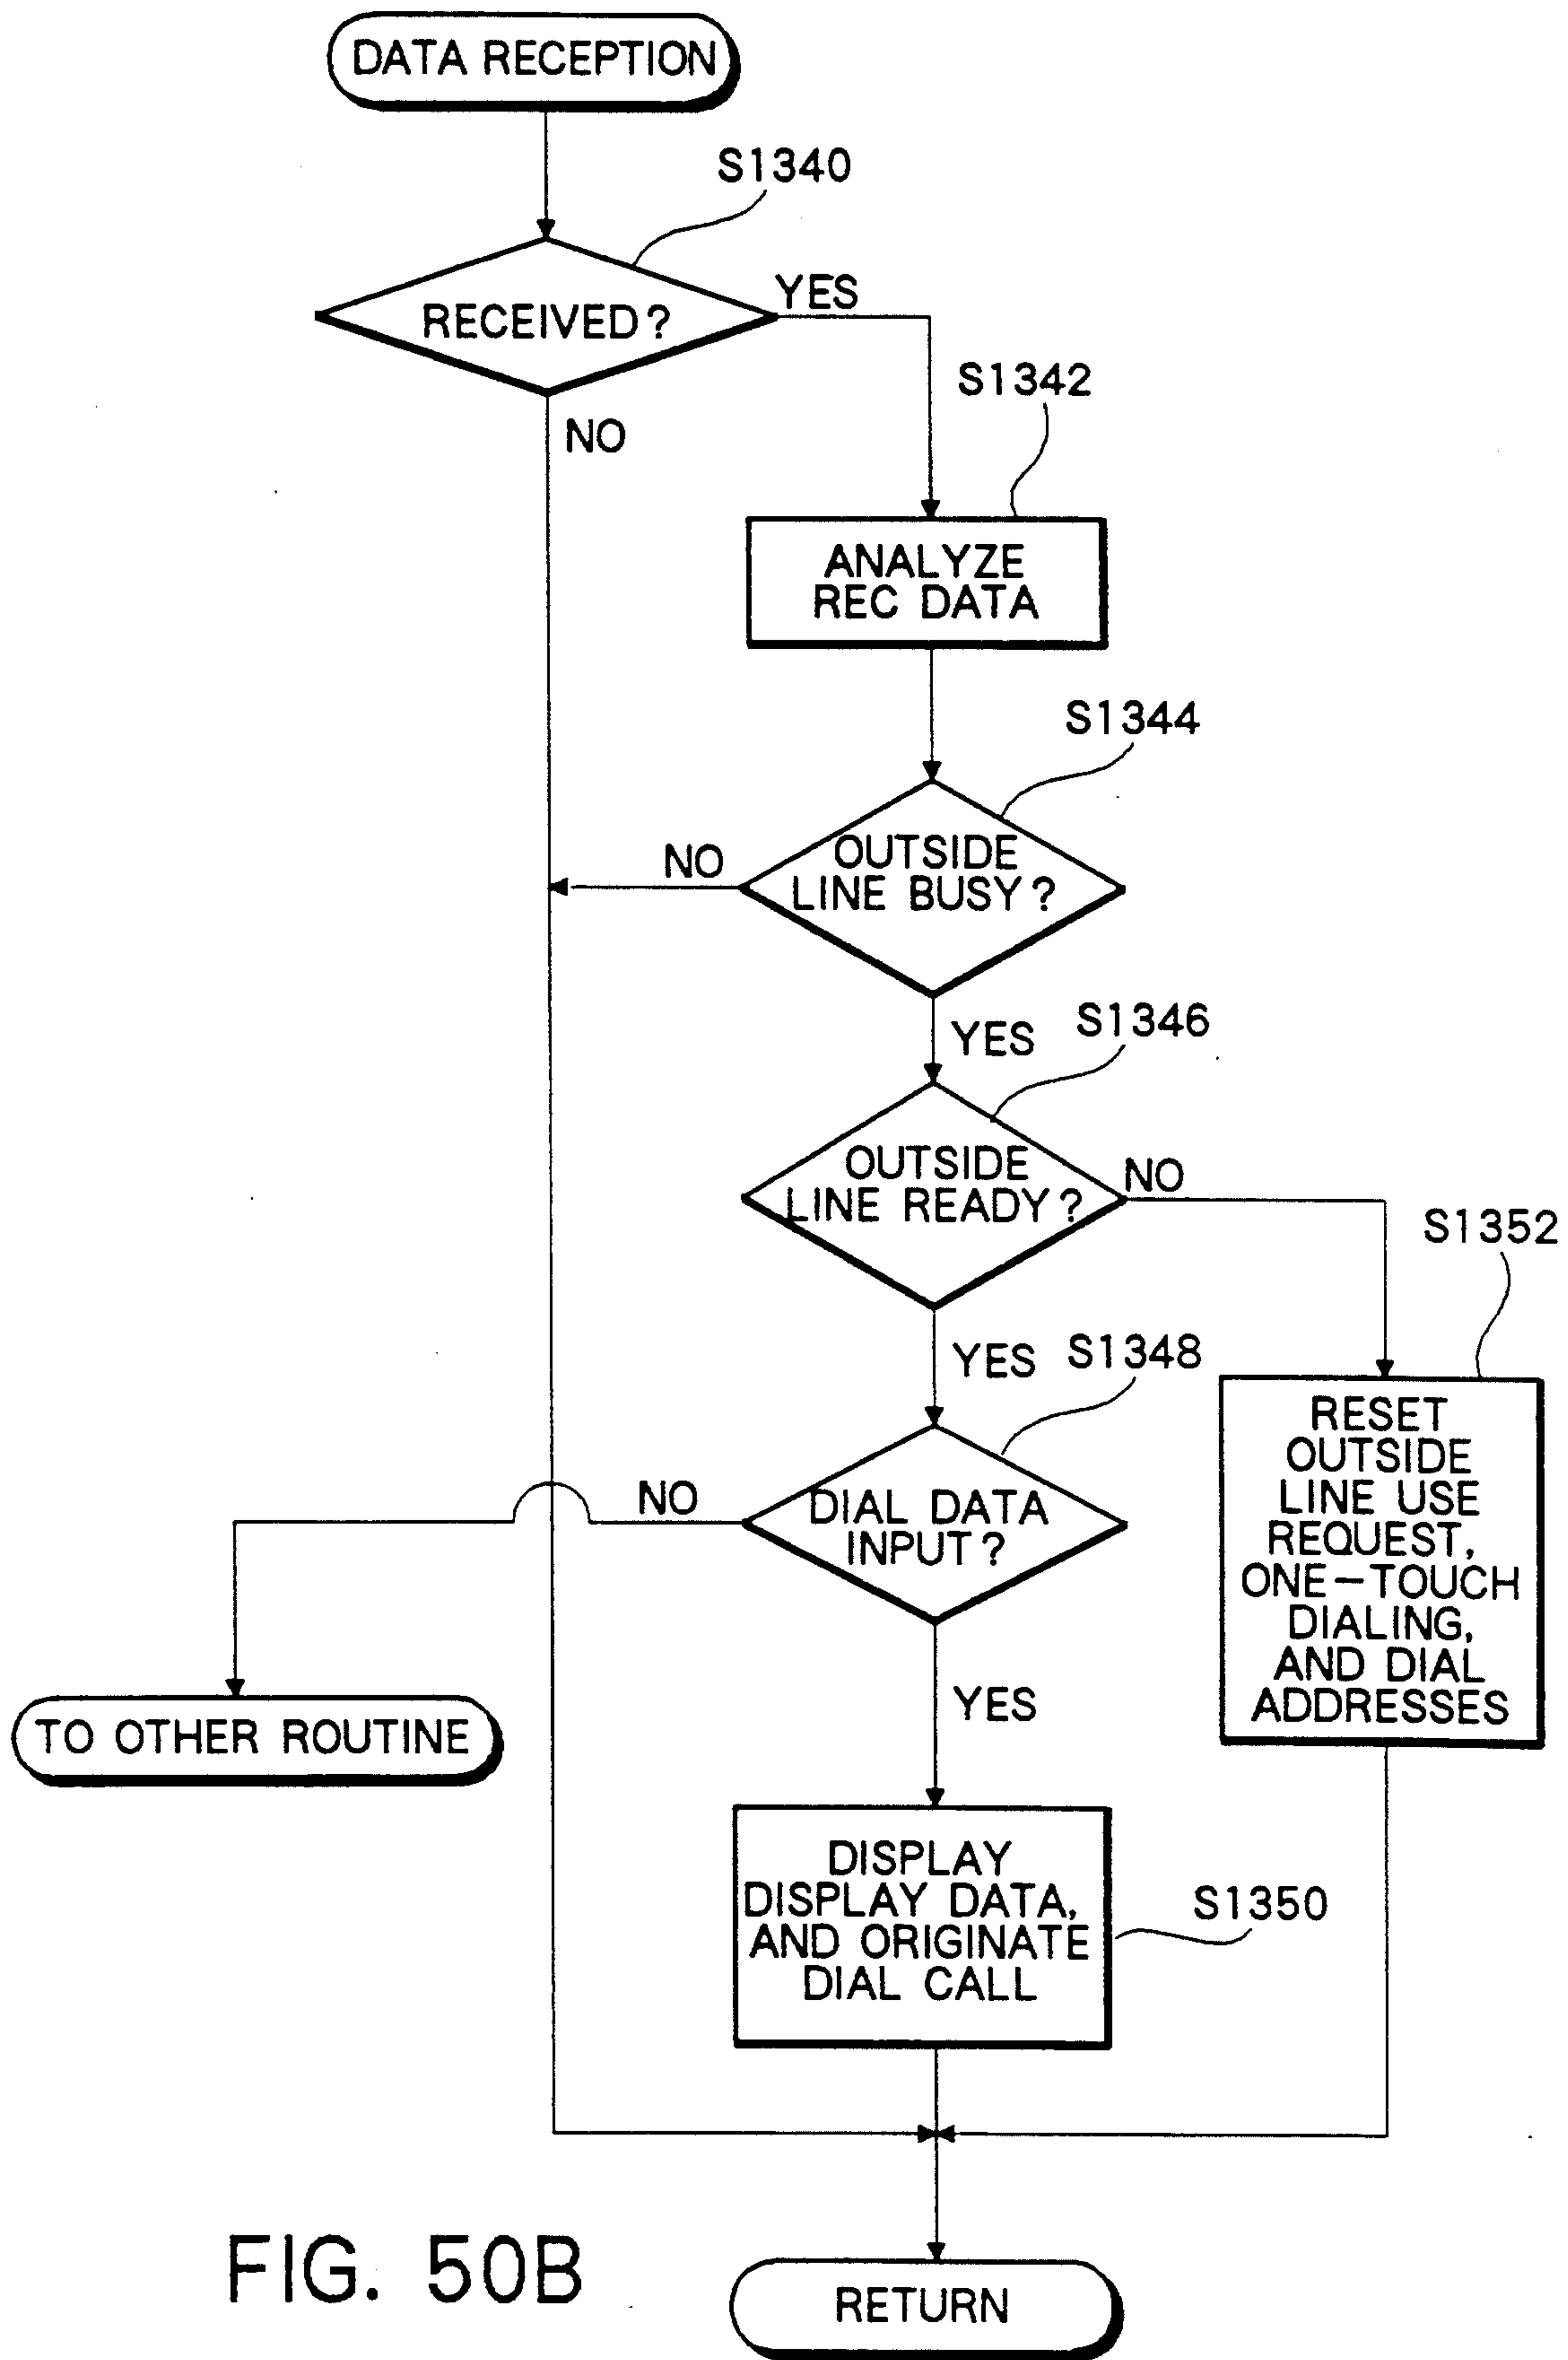 DATA RECEPTION
S1340
RECEIVED?
YES
NO
S1342
ANALYZE
REC DATA
S1344
OUTSIDE
LINE BUSY?
NO
YES
S1346
OUTSIDE
LINE READY?
NO
S1352
YES
S1348
RESET
OUTSIDE
LINE USE
REQUEST,
ONE-TOUCH
DIALING,
AND DIAL
ADDRESSES
DIAL DATA
INPUT?
NO
YES
TO OTHER ROUTINE
DISPLAY
DISPLAY DATA,
AND ORIGINATE
DIAL CALL
S1350
FIG. 50B
RETURN